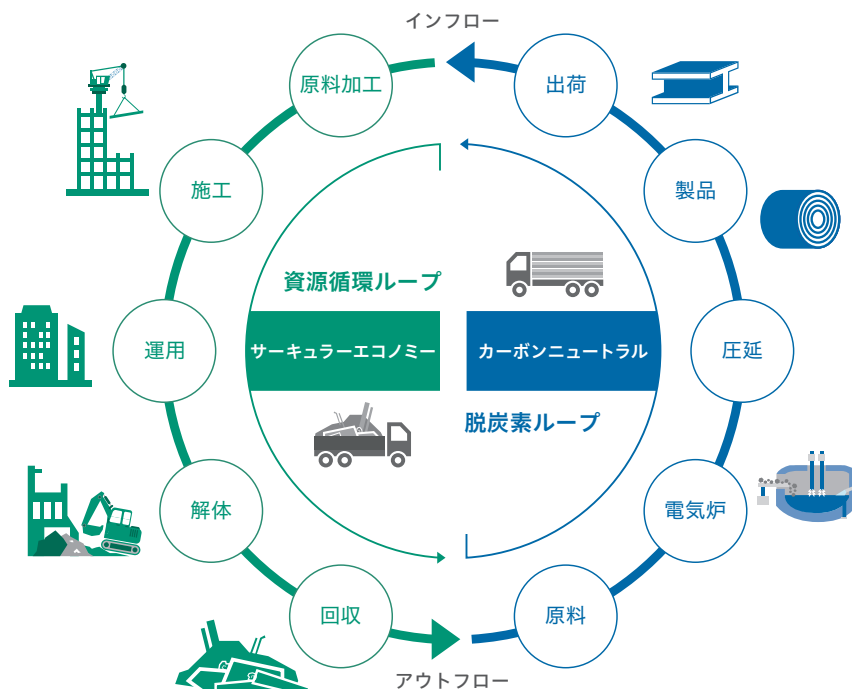 インフロー
原料加工
出荷
施工
製品
資源循環ループ
サーキュラーエコノミー
カーボンニュートラル
運用
圧延
脱炭素ループ
解体
電気炉
回収
原料
アウトフロー